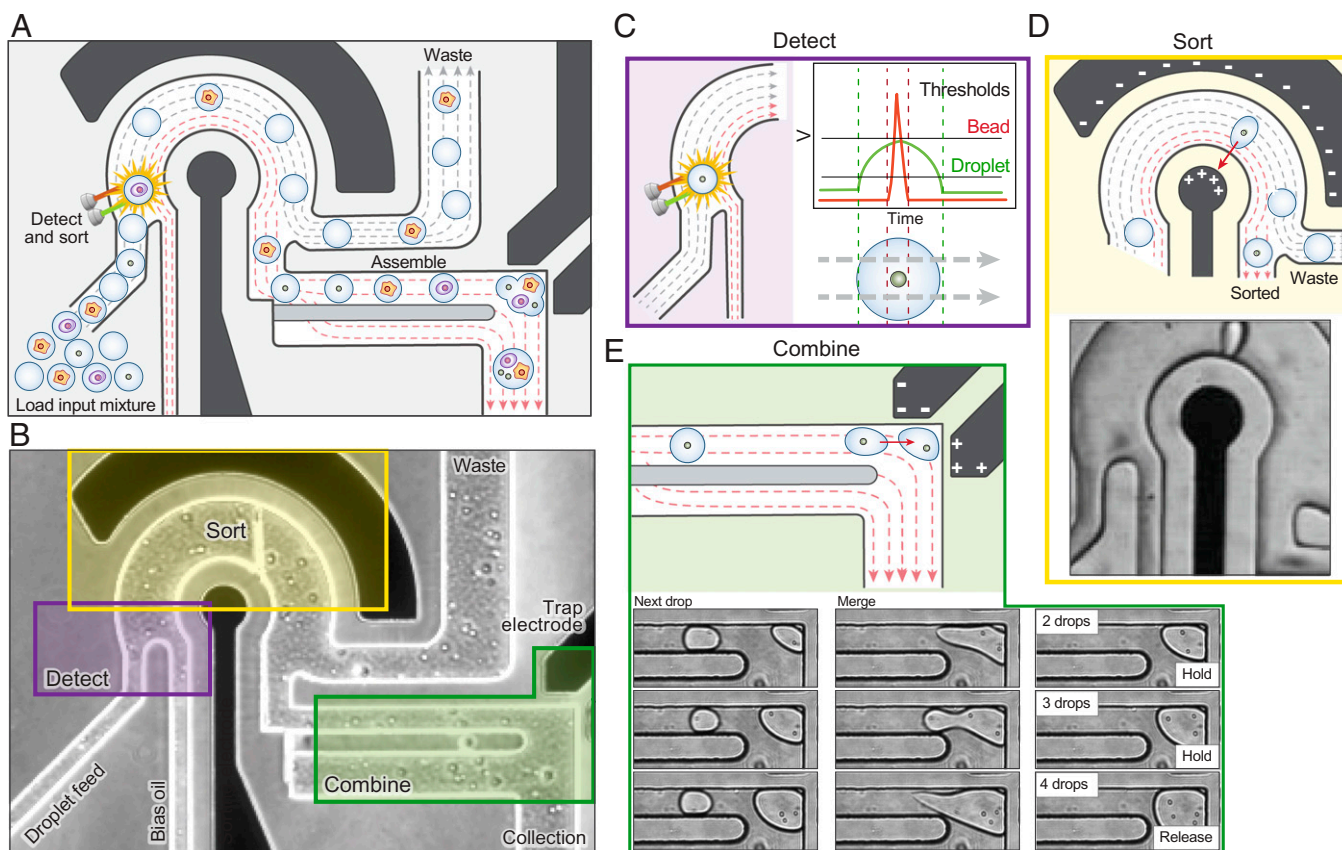 A
Waste
Detect
and sort
Assemble
Load input mixture
B
Waste
Sort
Trap
electrode
Detect
Combine
Droplet feed
Bias oil
Collection
C
Detect
Thresholds
Bead
Droplet
V
Time
D
Sort
- - - - - - - - - -
+ + + +
Sorted
Waste
E
Combine
-
- -
+
+ +
Next drop
Merge
2 drops
Hold
3 drops
Hold
4 drops
Release